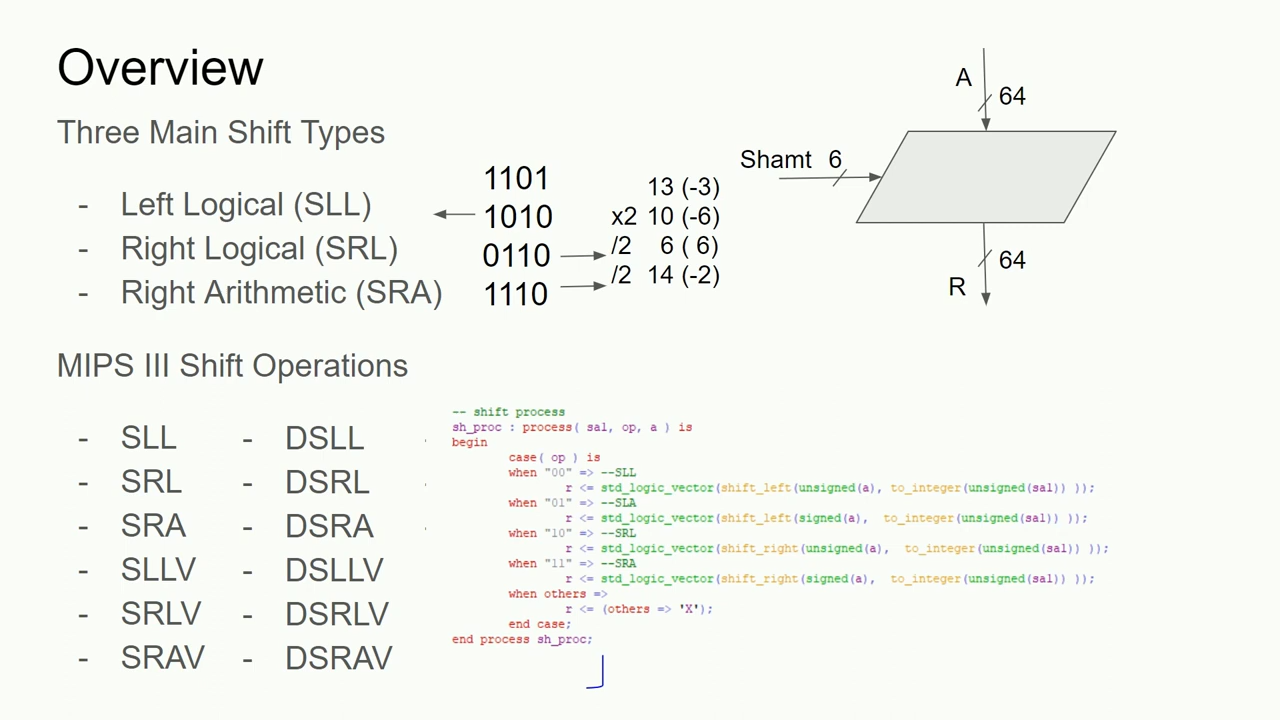 Overview
Three Main Shift Types
- Left Logical (SLL)
- Right Logical (SRL)
- Right Arithmetic (SRA)
1101
1010
0110
1110
13 (-3)
x2 10 (-6)
/2 6 ( 6)
/2 14 (-2)
A
64
Shamt 6
64
R
MIPS III Shift Operations
- SLL - DSLL -
- SRL - DSRL -
- SRA - DSRA -
- SLLV - DSLLV
- SRLV - DSRLV
- SRAV - DSRAV
-- shift process
sh_proc : process( sal, op, a ) is
begin
case( op ) is
when "00" => --SLL
r <= std_logic_vector(shift_left(unsigned(a), to_integer(unsigned(sal)) ));
when "01" => --SLA
r <= std_logic_vector(shift_left(signed(a), to_integer(unsigned(sal)) ));
when "10" => --SRL
r <= std_logic_vector(shift_right(unsigned(a), to_integer(unsigned(sal)) ));
when "11" => --SRA
r <= std_logic_vector(shift_right(signed(a), to_integer(unsigned(sal)) ));
when others =>
r <= (others => 'X');
end case;
end process sh_proc;